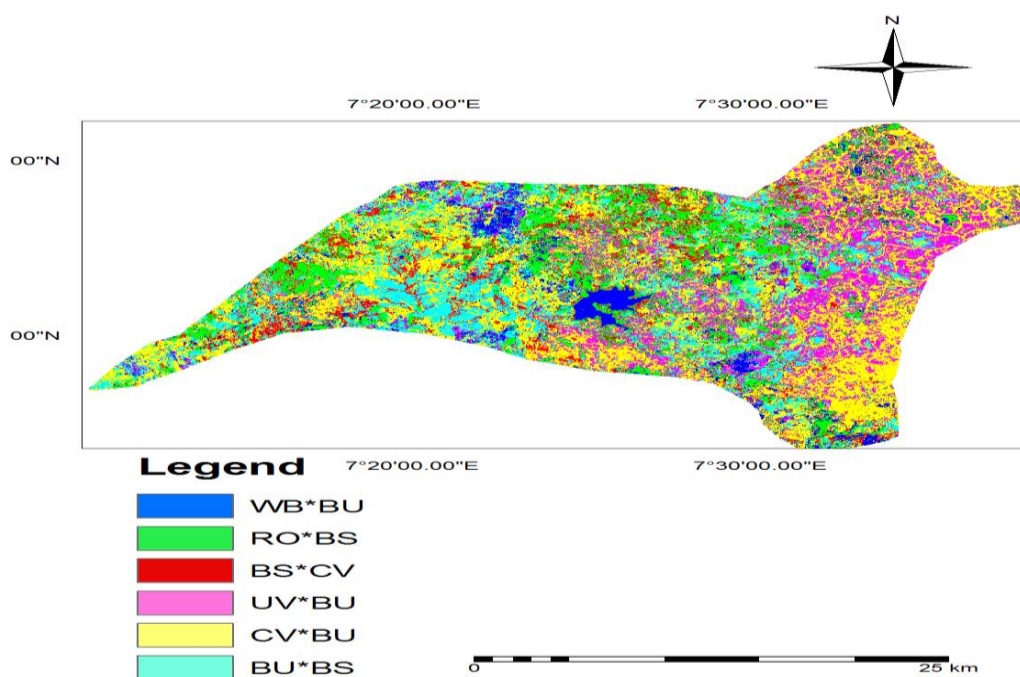 N
7°20'00.00"E 7°30'00.00"E
00"N
00"N
7°20'00.00"E 7°30'00.00"E
Legend
WB*BU
RO*BS
BS*CV
UV*BU
CV*BU
BU*BS
0 25 km